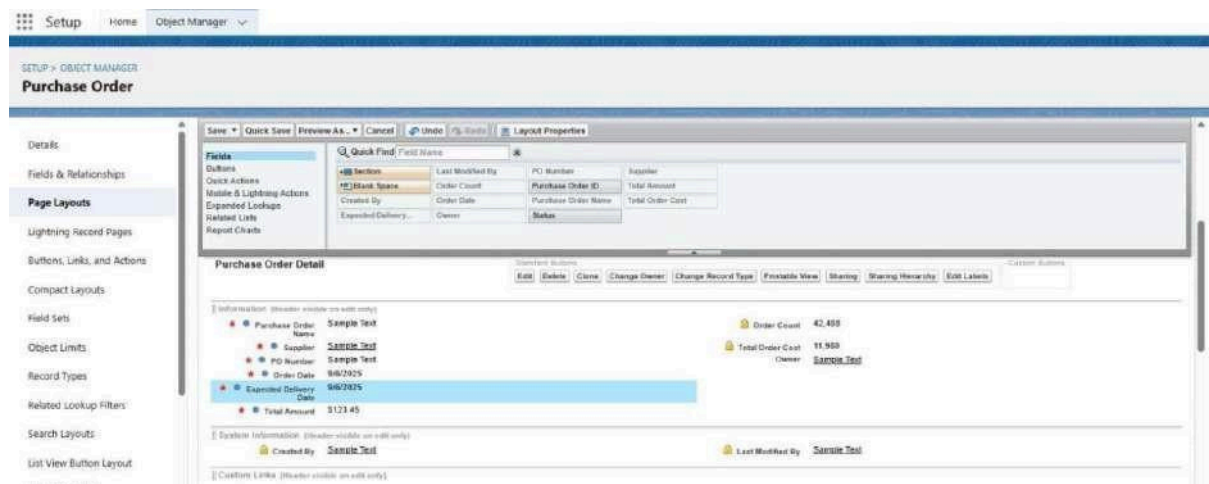 Setup Home Object Manager
SETUP > OBJECT MANAGER
Purchase Order
Details
Fields & Relationships
Page Layouts
Lightning Record Pages
Buttons, Links, and Actions
Compact Layouts
Field Sets
Object Limits
Record Types
Related Lookup Filters
Search Layouts
List View Button Layout
Save Quick Save Preview As... Cancel Undo Redo Layout Properties
Fields
Buttons
Quick Actions
Mobile & Lightning Actions
Expanded Lookups
Related Lists
Report Charts
Quick Find Field Name
Section Last Modified By PO Number Supplier
Blank Space Order Count Purchase Order ID Total Amount
Created By Order Date Purchase Order Name Total Order Cost
Expected Delivery... Owner Status
Purchase Order Detail
Standard Buttons
Edit Delete Clone Change Owner Change Record Type Printable View Sharing Sharing Hierarchy Edit Labels
Custom Buttons
Information (Header visible on edit only)
Purchase Order Name Sample Text
Supplier Sample Text
PO Number Sample Text
Order Date 9/6/2025
Expected Delivery Date 9/6/2025
Total Amount $123.45
Order Count
Total Order Cost
Owner Sample Text
System Information (Header visible on edit only)
Created By Sample Text Last Modified By Sample Text
Custom Links (Header visible on edit only)